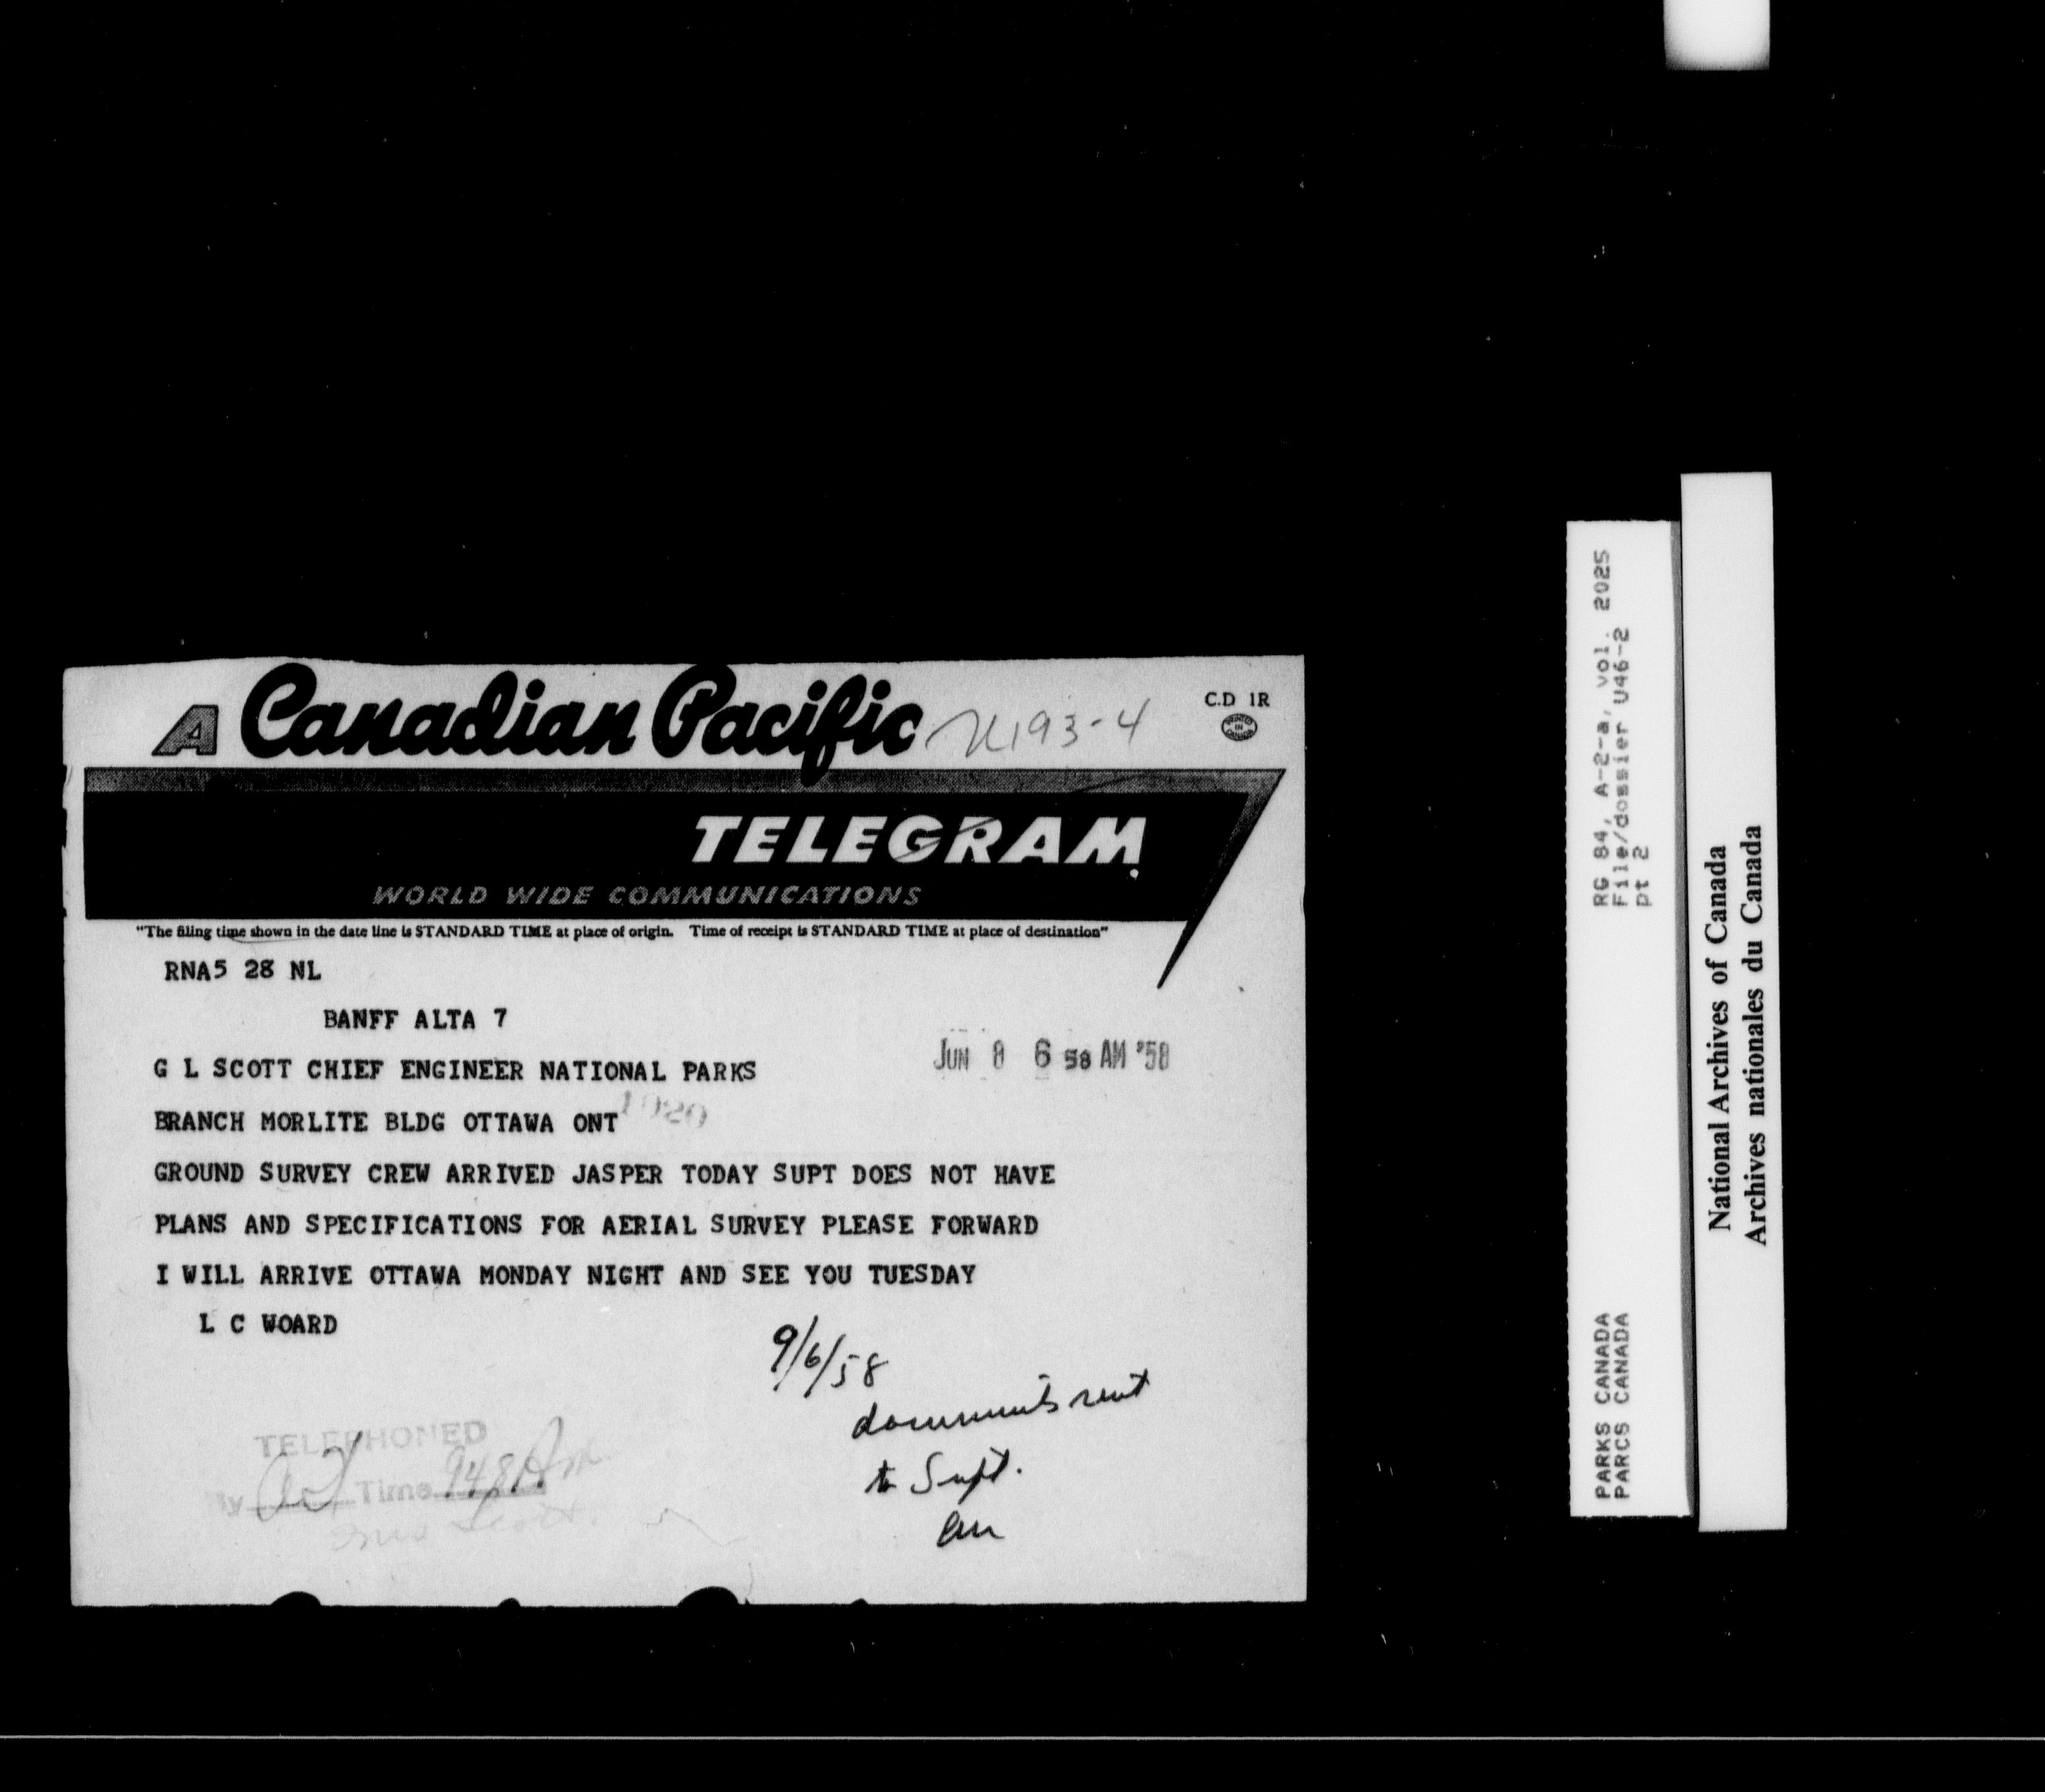 A Canadian Pacific
193-4
C.D 1R
TELEGRAM
WORLD WIDE COMMUNICATIONS
"The filing time shown in the date line is STANDARD TIME at place of origin. Time of receipt is STANDARD TIME at place of destination"
RNA5 28 NL
BANFF ALTA 7
JUN 8 6 58 AM '58
G L SCOTT CHIEF ENGINEER NATIONAL PARKS
BRANCH MORLITE BLDG OTTAWA ONT
GROUND SURVEY CREW ARRIVED JASPER TODAY SUPT DOES NOT HAVE
PLANS AND SPECIFICATIONS FOR AERIAL SURVEY PLEASE FORWARD
I WILL ARRIVE OTTAWA MONDAY NIGHT AND SEE YOU TUESDAY
L C WOARD
9/6/58
documents sent
to Supt.
TELEPHONED
By Time 948 Am
Scott.
RG 84, A-2-a, vol. 2025
File/dossier U46-2
pt 2
PARKS CANADA
PARCS CANADA
National Archives of Canada
Archives nationales du Canada